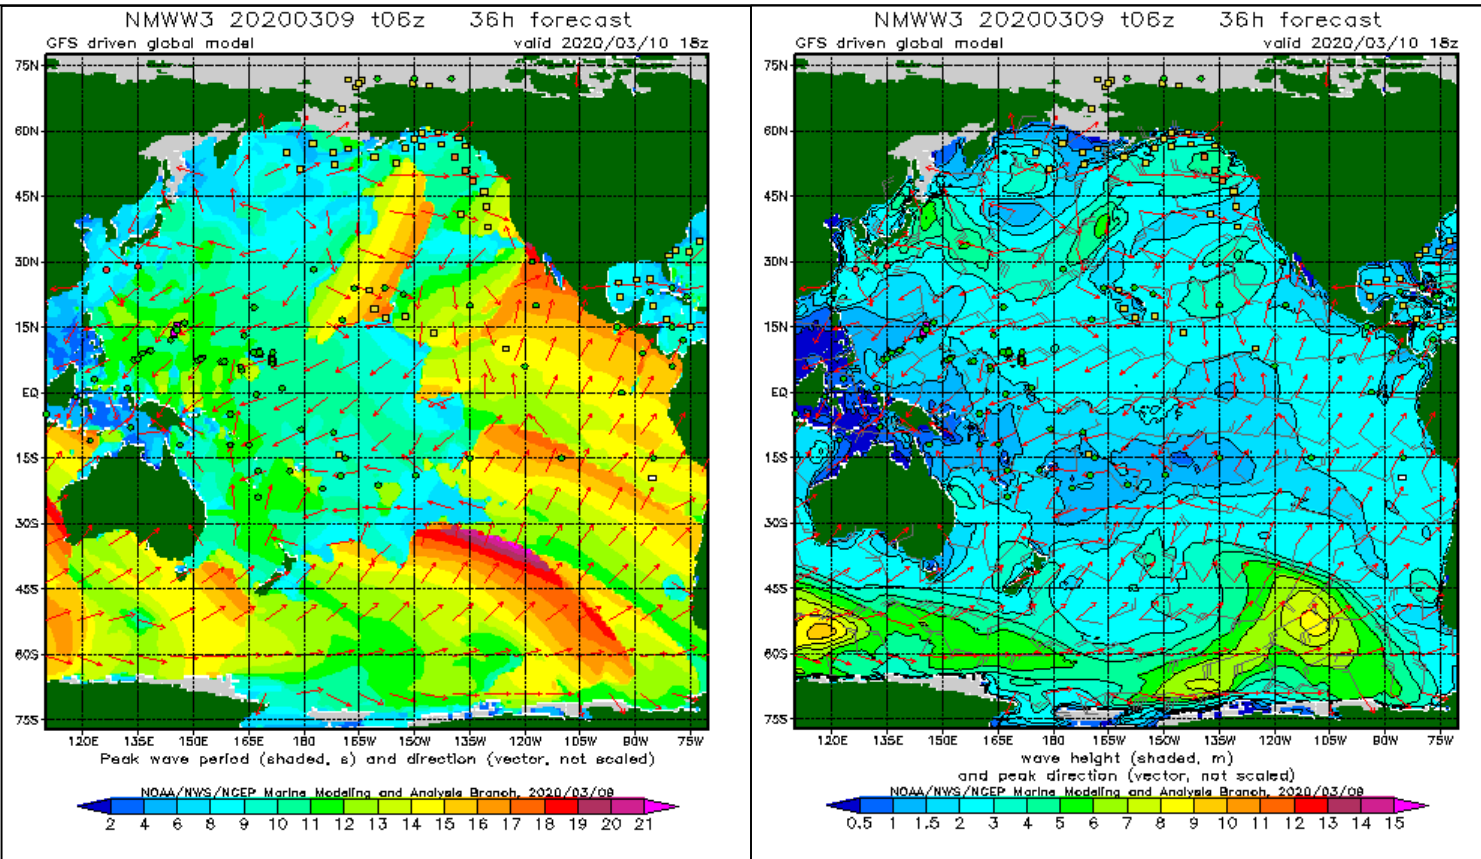 NMWW3 20200309 t06z 36h forecast
GFS driven global model valid 2020/03/10 18z
75N
60N
45N
30N
15N
EQ
15S
30S
45S
60S
75S
120E 135E 150E 165E 180 165W 150W 135W 120W 105W 90W 75W
Peak wave period (shaded, s) and direction (vector, not scaled)
NOAA/NWS/NCEP Marine Modeling and Analysis Branch, 2020/03/09
2 4 6 8 9 10 11 12 13 14 15 16 17 18 19 20 21
NMWW3 20200309 t06z 36h forecast
GFS driven global model valid 2020/03/10 18z
75N
60N
45N
30N
15N
EQ
15S
30S
45S
60S
75S
120E 135E 150E 165E 180 165W 150W 135W 120W 105W 90W 75W
wave height (shaded, m)
and peak direction (vector, not scaled)
NOAA/NWS/NCEP Marine Modeling and Analysis Branch, 2020/03/09
0.5 1 1.5 2 3 4 5 6 7 8 9 10 11 12 13 14 15